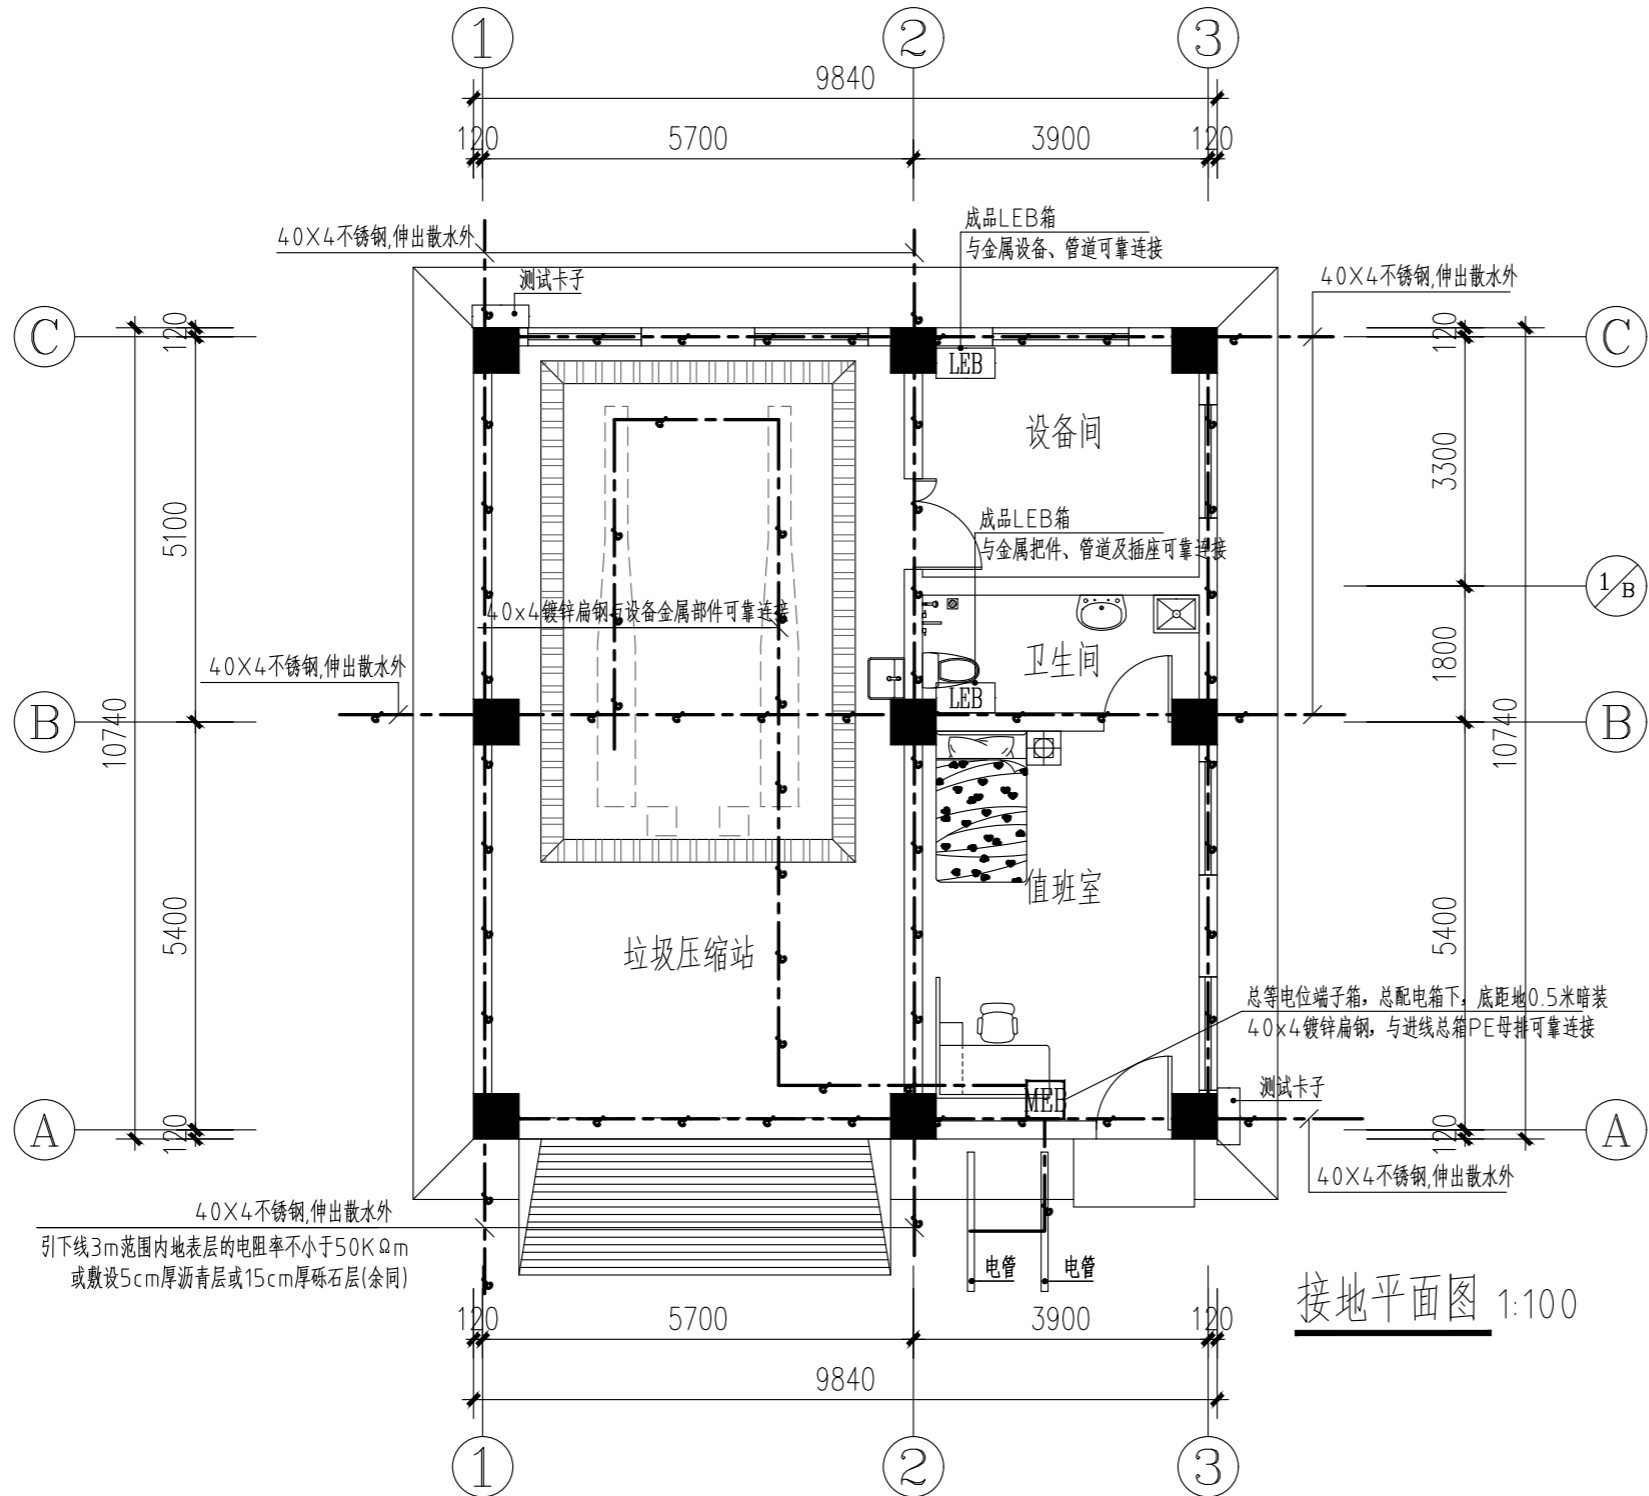 1
2
3
9840
120
5700
3900
120
成品LEB箱
与金属设备、管道可靠连接
40X4不锈钢,伸出散水外
40X4不锈钢,伸出散水外
测试卡子
C
120
120
C
LEB
设备间
3300
5100
成品LEB箱
与金属把件、管道及插座可靠连接
1/B
40x4镀锌扁钢与设备金属部件可靠连接
40X4不锈钢,伸出散水外
卫生间
1800
LEB
B
10740
10740
B
值班室
5400
5400
垃圾压缩站
总等电位端子箱，总配电箱下，底距地0.5米暗装
40x4镀锌扁钢，与进线总箱PE母排可靠连接
MEB
测试卡子
A
120
120
A
40X4不锈钢,伸出散水外
40X4不锈钢,伸出散水外
引下线3m范围内地表层的电阻率不小于50KΩm
或敷设5cm厚沥青层或15cm厚砾石层(余同)
电管
电管
接地平面图 1:100
120
5700
3900
120
9840
1
2
3